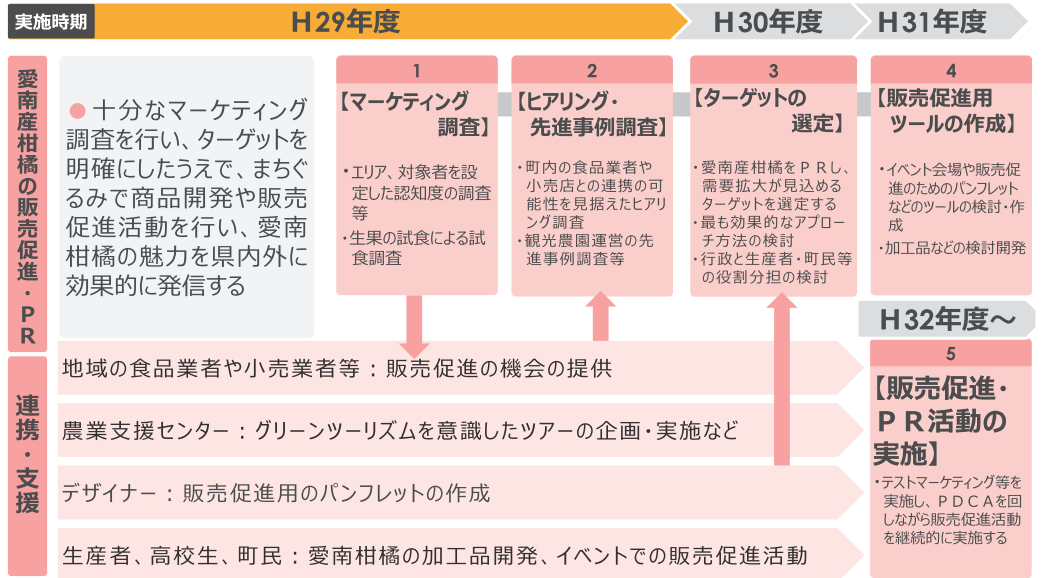 実施時期
H29年度
H30年度
H31年度
愛南産柑橘の販売促進・PR
● 十分なマーケティング
調査を行い、ターゲットを
明確にしたうえで、まちぐ
るみで商品開発や販売
促進活動を行い、愛南
柑橘の魅力を県内外に
効果的に発信する
1
【マーケティング
調査】
・エリア、対象者を設
定した認知度の調査
等
・生果の試食による試
食調査
2
【ヒアリング・
先進事例調査】
・町内の食品業者や
小売店との連携の可
能性を見据えたヒアリ
ング調査
・観光農園運営の先
進事例調査等
3
【ターゲットの
選定】
・愛南産柑橘をPRし、
需要拡大が見込める
ターゲットを選定する
・最も効果的なアプロー
チ方法の検討
・行政と生産者・町民等
の役割分担の検討
4
【販売促進用
ツールの作成】
・イベント会場や販売促
進のためのパンフレット
などのツールの検討・作
成
・加工品などの検討開発
H32年度～
5
【販売促進・
PR活動の
実施】
・テストマーケティング等を
実施し、PDCAを回
しながら販売促進活動
を継続的に実施する
連携・支援
地域の食品業者や小売業者等：販売促進の機会の提供
農業支援センター：グリーンツーリズムを意識したツアーの企画・実施など
デザイナー：販売促進用のパンフレットの作成
生産者、高校生、町民：愛南柑橘の加工品開発、イベントでの販売促進活動